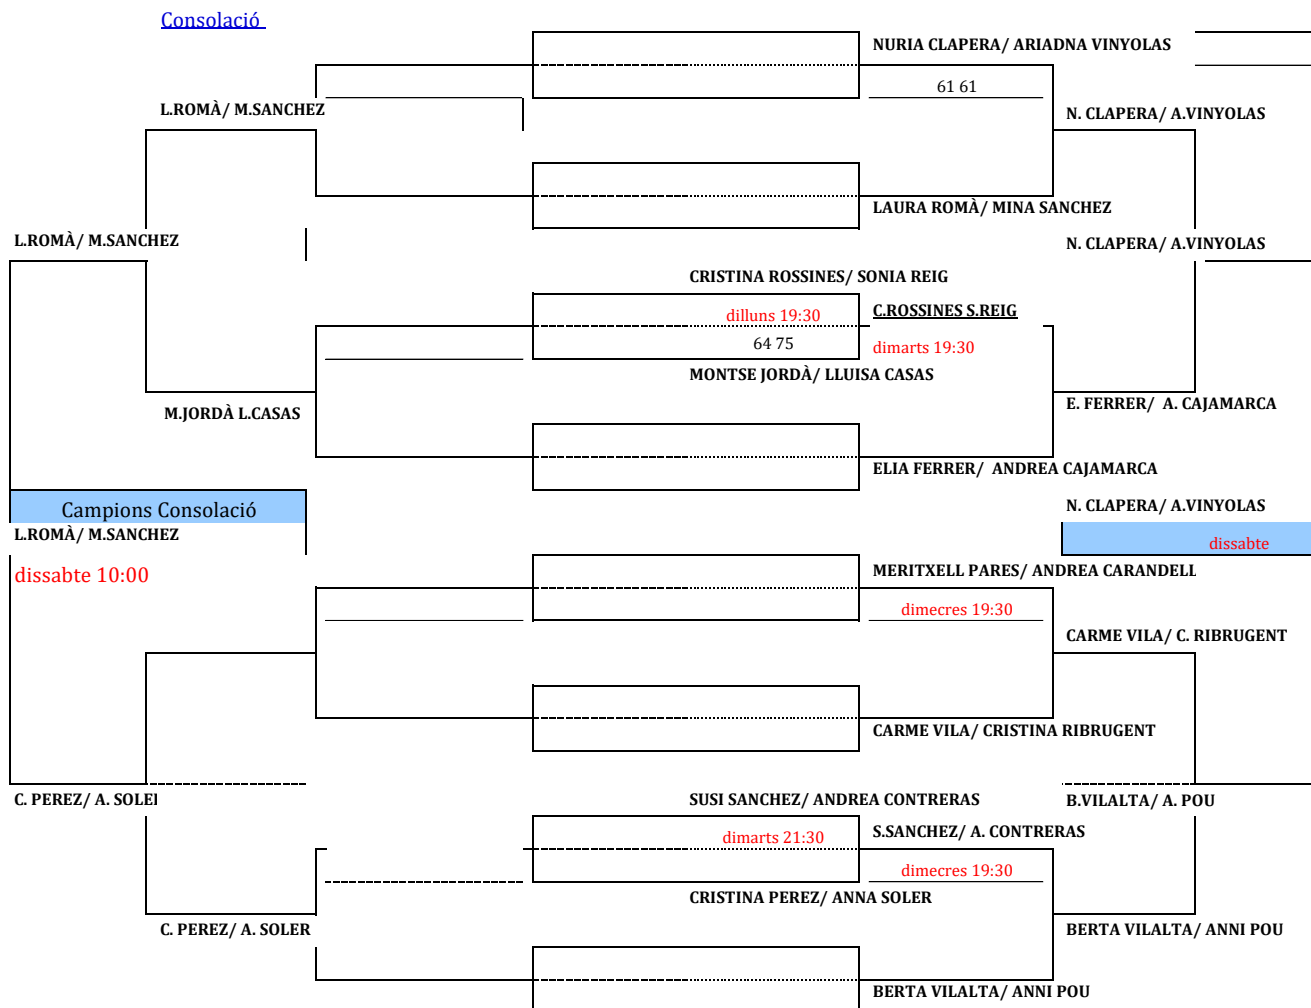 Consolació
NURIA CLAPERA/ ARIADNA VINYOLAS
61 61
L.ROMÀ/ M.SANCHEZ
N. CLAPERA/ A.VINYOLAS
LAURA ROMÀ/ MINA SANCHEZ
L.ROMÀ/ M.SANCHEZ
N. CLAPERA/ A.VINYOLAS
CRISTINA ROSSINES/ SONIA REIG
dilluns 19:30
C.ROSSINES S.REIG
64 75
dimarts 19:30
MONTSE JORDÀ/ LLUISA CASAS
M.JORDÀ L.CASAS
E. FERRER/ A. CAJAMARCA
ELIA FERRER/ ANDREA CAJAMARCA
Campions Consolació
N. CLAPERA/ A.VINYOLAS
L.ROMÀ/ M.SANCHEZ
dissabte
dissabte 10:00
MERITXELL PARES/ ANDREA CARANDELL
dimecres 19:30
CARME VILA/ C. RIBRUGENT
CARME VILA/ CRISTINA RIBRUGENT
C. PEREZ/ A. SOLER
SUSI SANCHEZ/ ANDREA CONTRERAS
B.VILALTA/ A. POU
dimarts 21:30
S.SANCHEZ/ A. CONTRERAS
dimecres 19:30
CRISTINA PEREZ/ ANNA SOLER
C. PEREZ/ A. SOLER
BERTA VILALTA/ ANNI POU
BERTA VILALTA/ ANNI POU